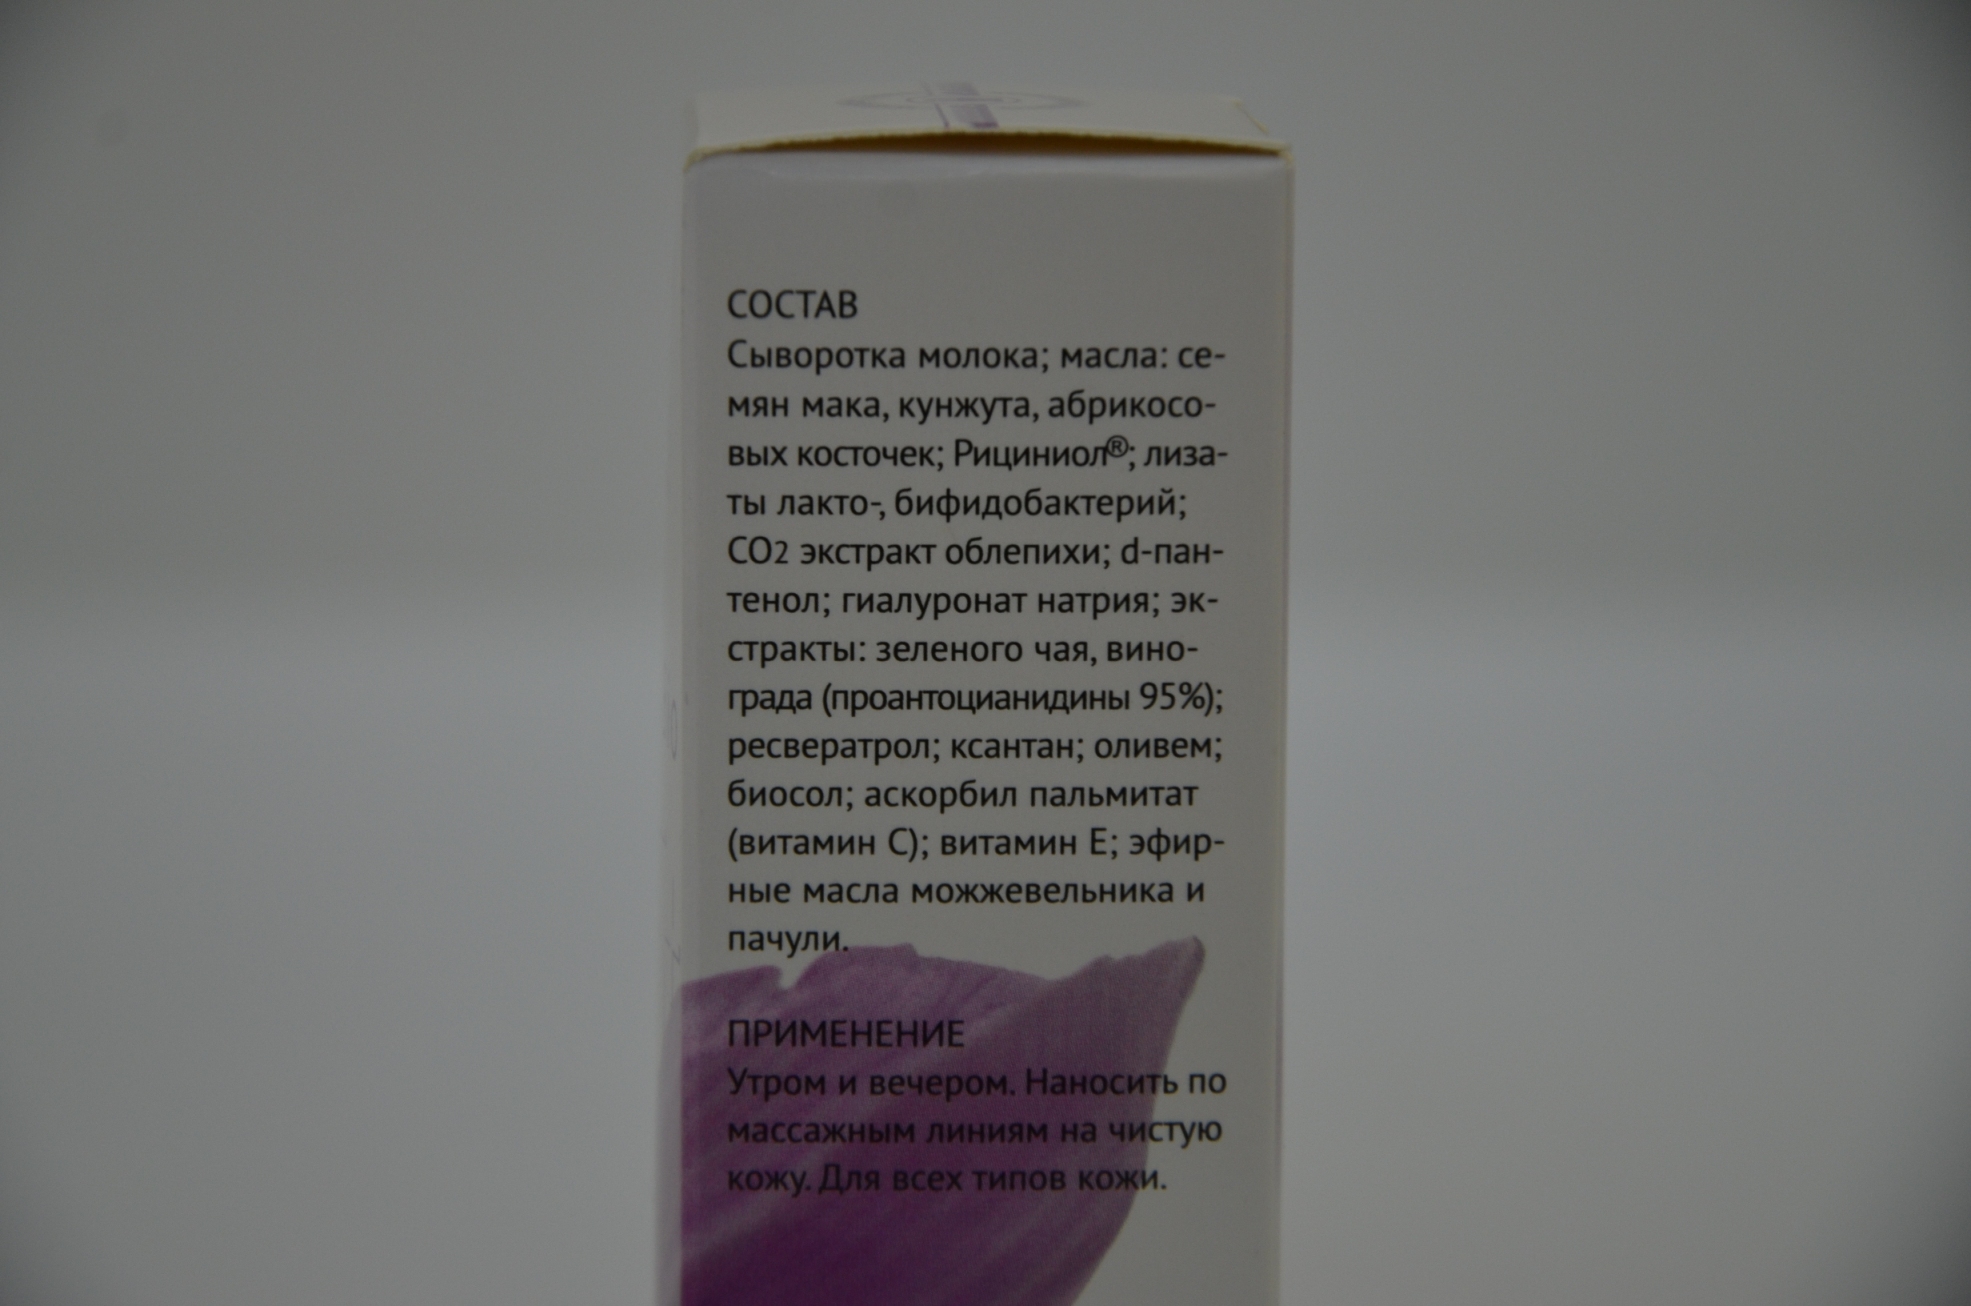 СОСТАВ
Сыворотка молока; масла: се-
мян мака, кунжута, абрикосо-
вых косточек; Рициниол®; лиза-
ты лакто-, бифидобактерий;
СО2 экстракт облепихи; d-пан-
тенол; гиалуронат натрия; эк-
стракты: зеленого чая, вино-
града (проантоцианидины 95%);
ресвератрол; ксантан; оливем;
биосол; аскорбил пальмитат
(витамин С); витамин Е; эфир-
ные масла можжевельника и
пачули.
ПРИМЕНЕНИЕ
Утром и вечером. Наносить по
массажным линиям на чистую
кожу. Для всех типов кожи.